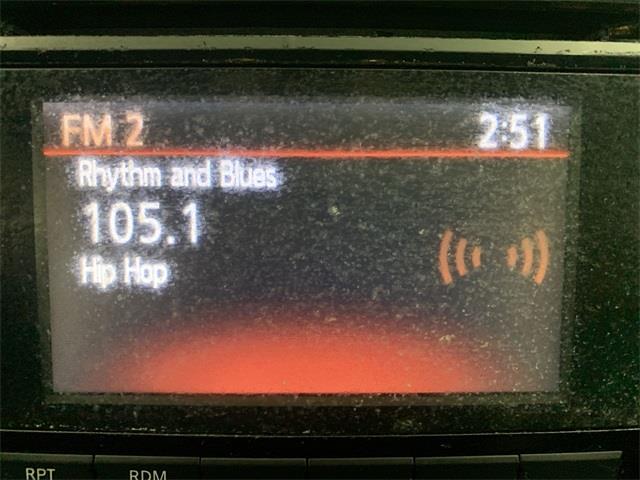 FM 2 2:51
Rhythm and Blues
105.1
Hip Hop
RPT RDM